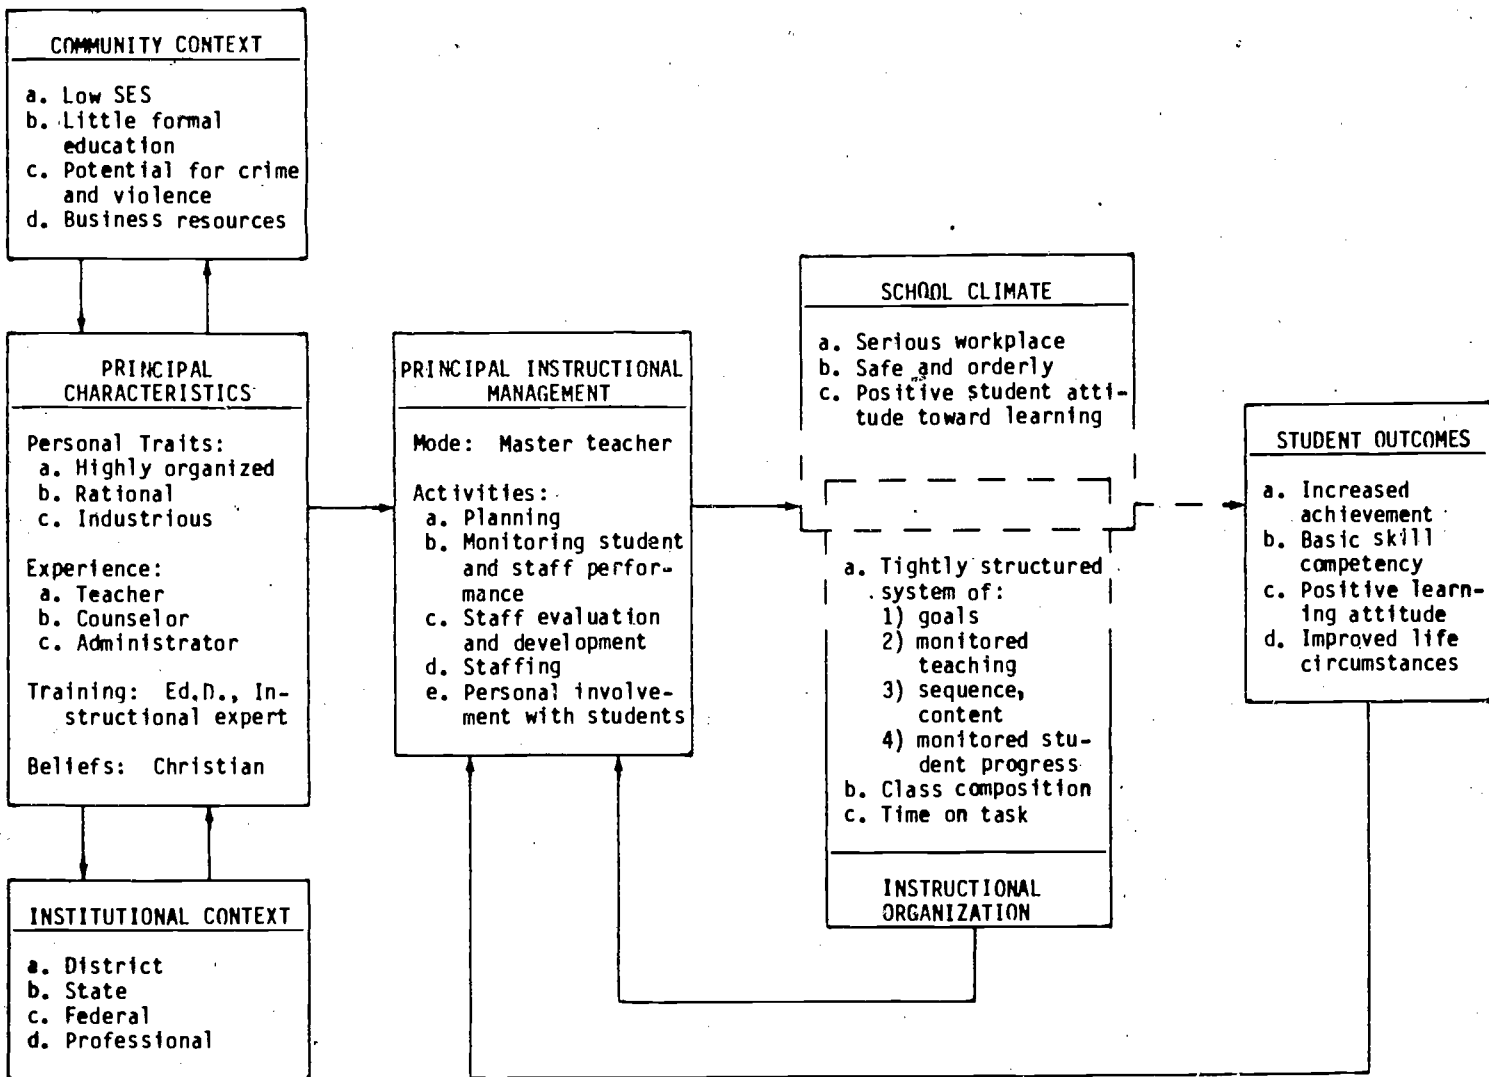 COMMUNITY CONTEXT
a. Low SES
b. Little formal
education
c. Potential for crime
and violence
d. Business resources
PRINCIPAL
CHARACTERISTICS
Personal Traits:
a. Highly organized
b. Rational
c. Industrious
Experience:
a. Teacher
b. Counselor
c. Administrator
Training: Ed.D., In-
structional expert
Beliefs: Christian
INSTITUTIONAL CONTEXT
a. District
b. State
c. Federal
d. Professional
PRINCIPAL INSTRUCTIONAL
MANAGEMENT
Mode: Master teacher
Activities:
a. Planning
b. Monitoring student
and staff perfor-
mance
c. Staff evaluation
and development
d. Staffing
e. Personal involve-
ment with students
SCHOOL CLIMATE
a. Serious workplace
b. Safe and orderly
c. Positive student atti-
tude toward learning
a. Tightly structured
system of:
1) goals
2) monitored
teaching
3) sequence,
content
4) monitored stu-
dent progress
b. Class composition
c. Time on task
INSTRUCTIONAL
ORGANIZATION
STUDENT OUTCOMES
a. Increased
achievement
b. Basic skill
competency
c. Positive learn-
ing attitude
d. Improved life
circumstances